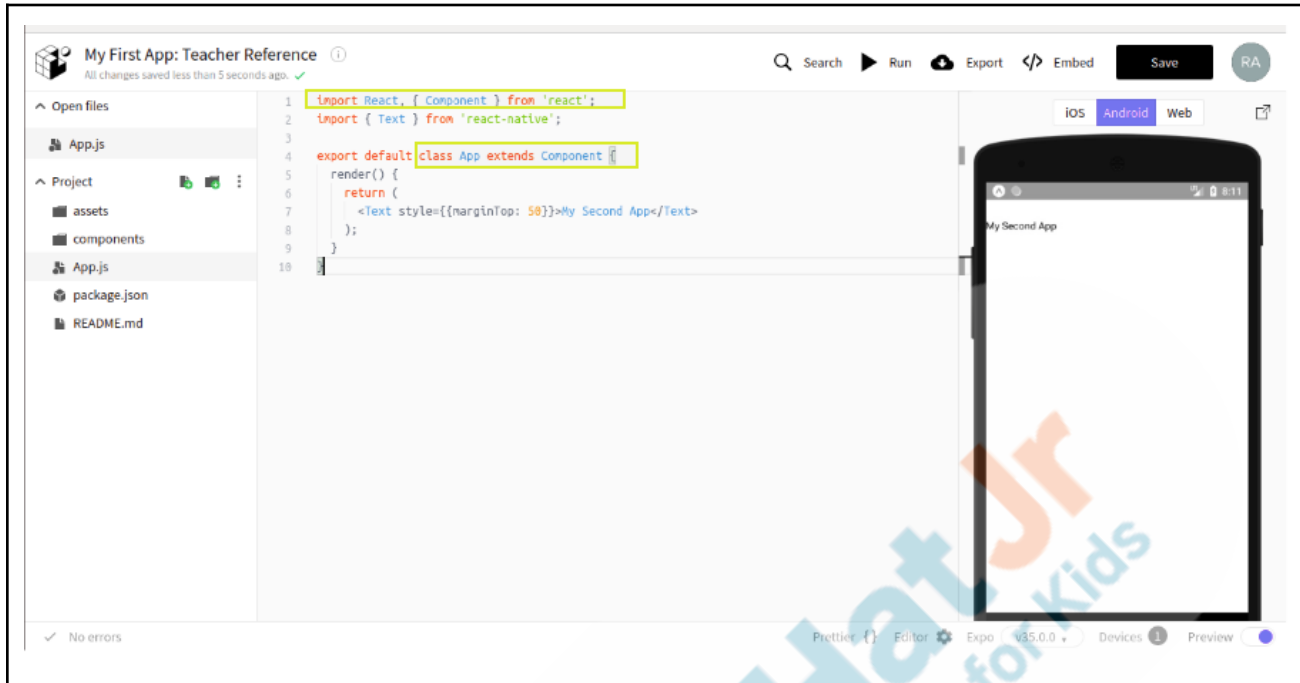 My First App: Teacher Reference
All changes saved less than 5 seconds ago.
Search Run Export </> Embed Save RA
Open files
App.js
Project
assets
components
App.js
package.json
README.md
1 import React, { Component } from 'react';
2 import { Text } from 'react-native';
3
4 export default class App extends Component {
5 render() {
6 return (
7 <Text style={{marginTop: 50}}>My Second App</Text>
8 );
9 }
10 }
iOS Android Web
8:11
My Second App
No errors
Prettier {} Editor Expo v35.0.0 Devices 1 Preview
Hat Jr
for Kids